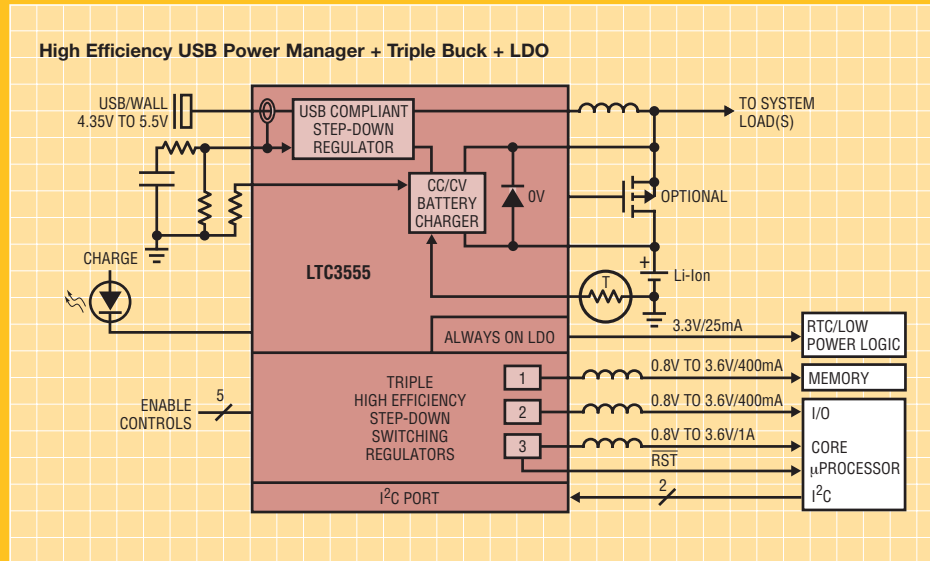 High Efficiency USB Power Manager + Triple Buck + LDO
USB/WALL
4.35V TO 5.5V
USB COMPLIANT
STEP-DOWN
REGULATOR
TO SYSTEM
LOAD(S)
CC/CV
BATTERY
CHARGER
0V
OPTIONAL
CHARGE
LTC3555
T
+
Li-Ion
ALWAYS ON LDO
3.3V/25mA
RTC/LOW
POWER LOGIC
ENABLE
CONTROLS
5
TRIPLE
HIGH EFFICIENCY
STEP-DOWN
SWITCHING
REGULATORS
1
0.8V TO 3.6V/400mA
MEMORY
2
0.8V TO 3.6V/400mA
I/O
3
0.8V TO 3.6V/1A
CORE
RST
μPROCESSOR
I2C PORT
2
I2C